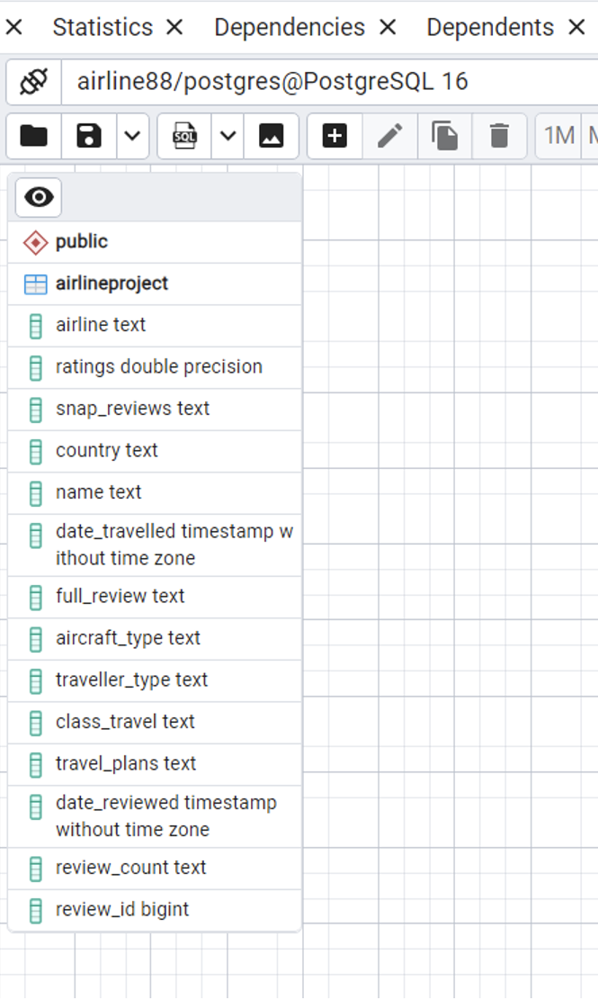 Statistics Dependencies Dependents
airline88/postgres@PostgreSQL 16
SQL 1M
public
airlineproject
airline text
ratings double precision
snap_reviews text
country text
name text
date_travelled timestamp w
ithout time zone
full_review text
aircraft_type text
traveller_type text
class_travel text
travel_plans text
date_reviewed timestamp
without time zone
review_count text
review_id bigint